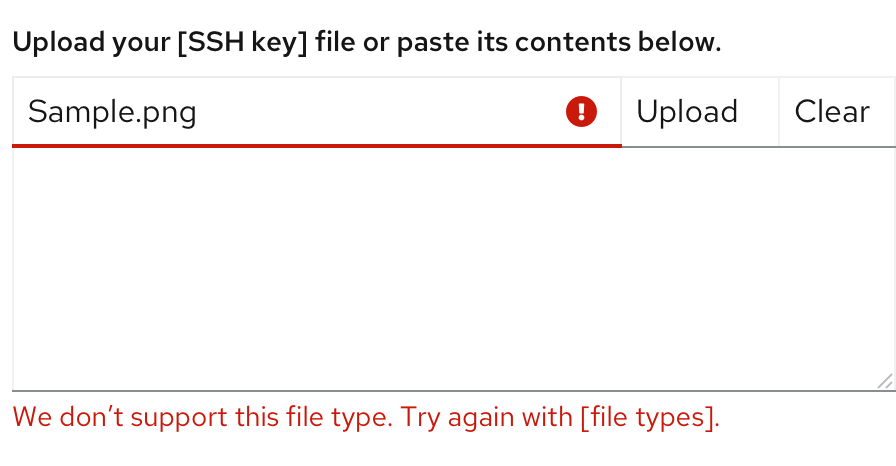 Upload your [SSH key] file or paste its contents below.
Sample.png Upload Clear
We don’t support this file type. Try again with [file types].